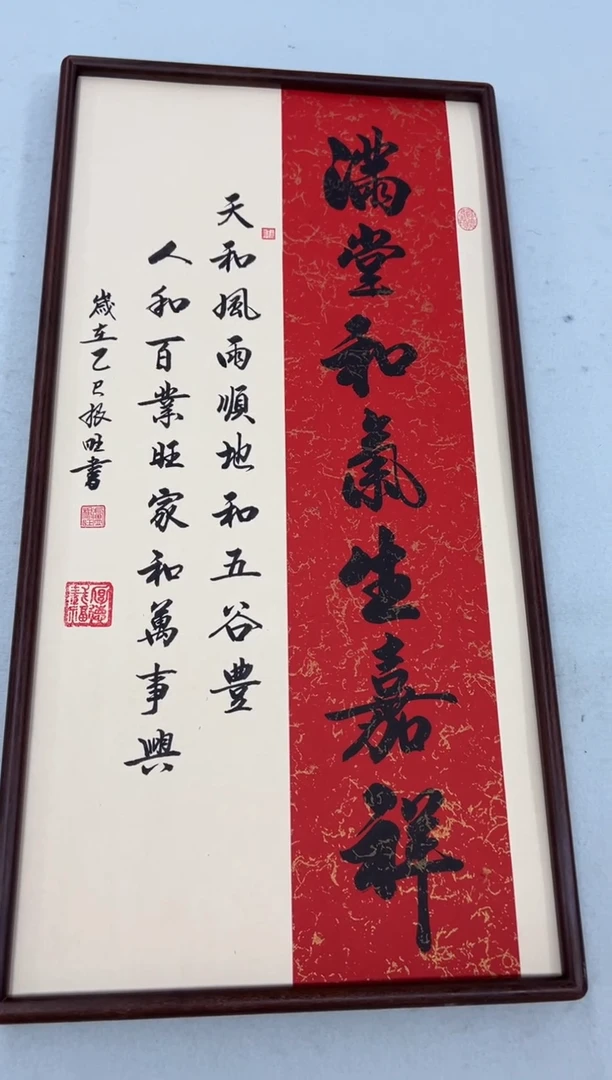 滿堂和氣生嘉祥
天和風雨順地和五谷豐
人和百業旺家和萬事興
歲在乙巳振旺書